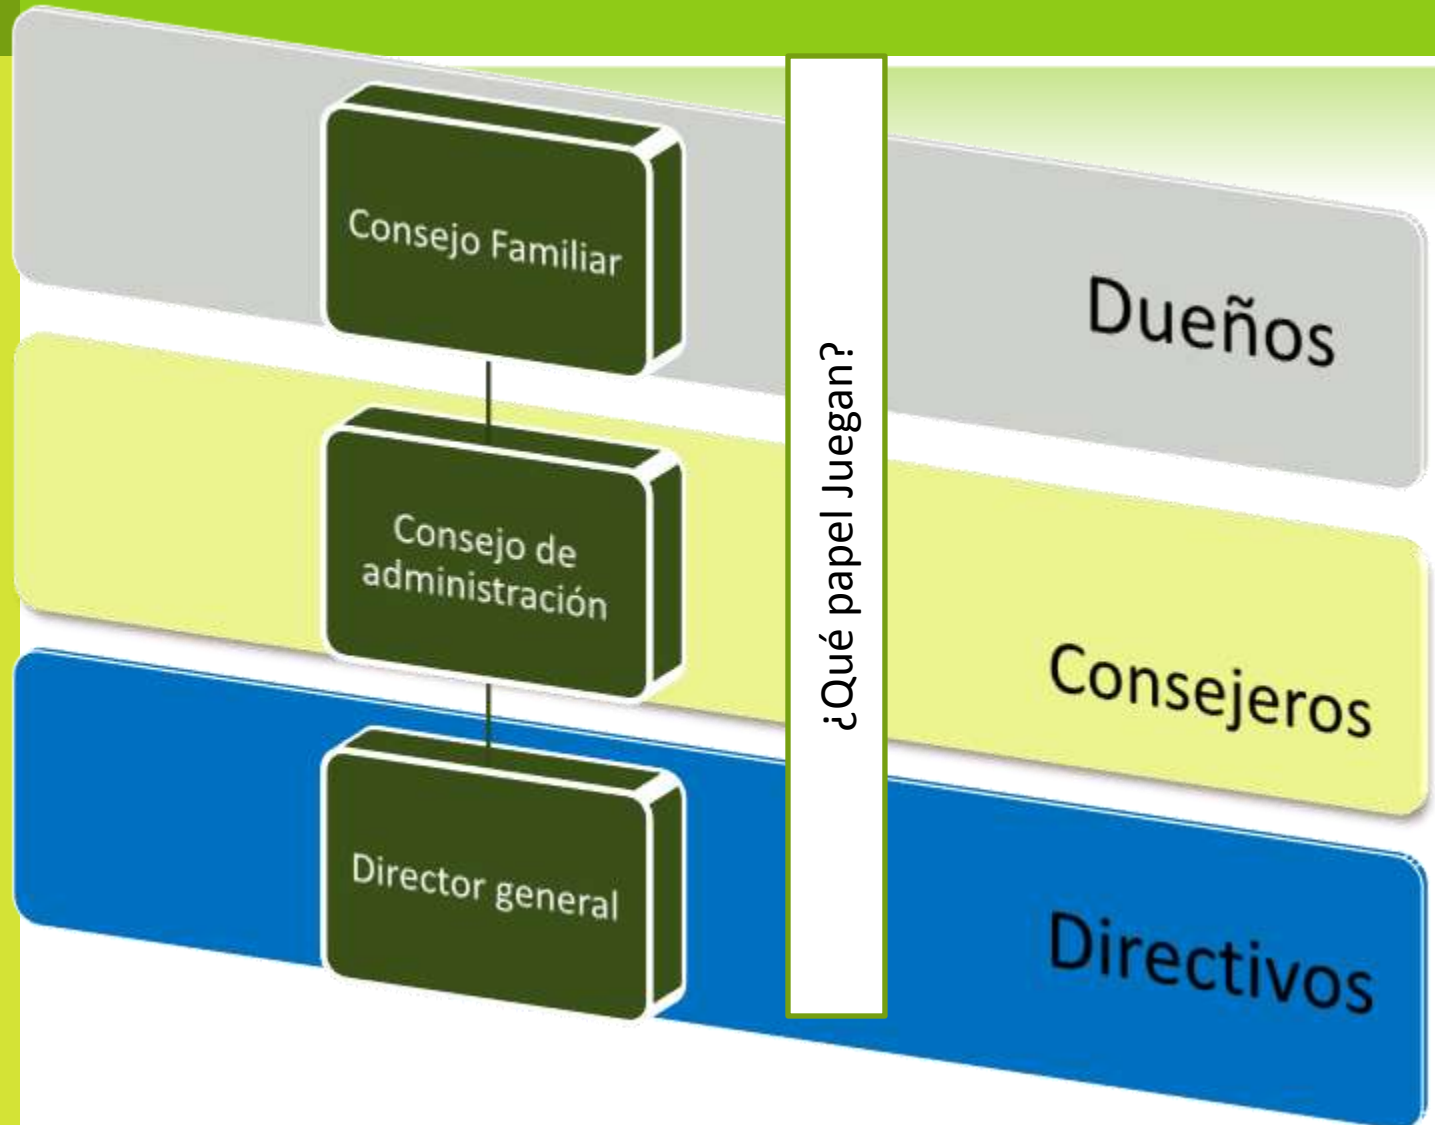 Consejo Familiar
Dueños
¿Qué papel Juegan?
Consejo de
administración
Consejeros
Director general
Directivos